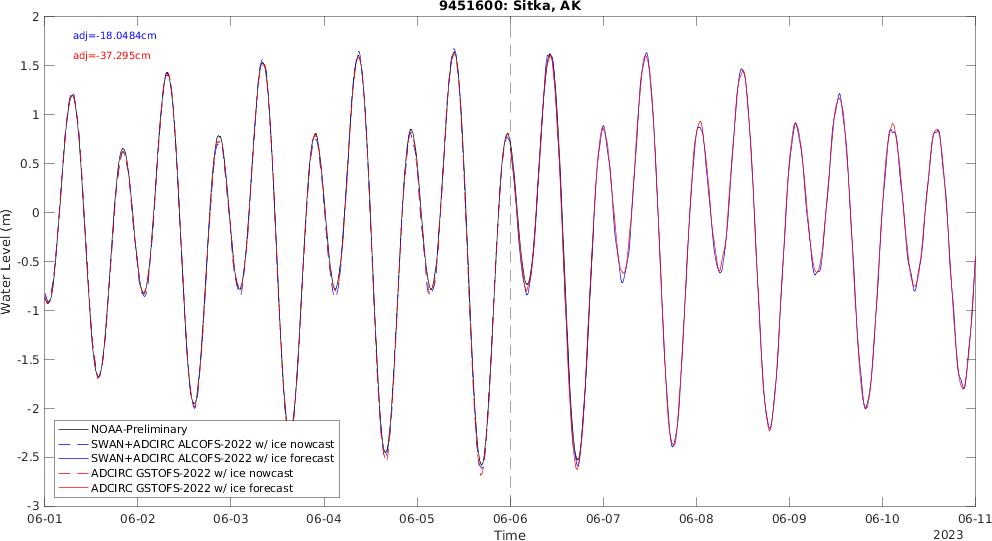 9451600: Sitka, AK
adj=-18.0484cm
adj=-37.295cm
Water Level (m)
2
1.5
1
0.5
0
-0.5
-1
-1.5
-2
-2.5
-3
NOAA-Preliminary
SWAN+ADCIRC ALCOFS-2022 w/ ice nowcast
SWAN+ADCIRC ALCOFS-2022 w/ ice forecast
ADCIRC GSTOFS-2022 w/ ice nowcast
ADCIRC GSTOFS-2022 w/ ice forecast
06-01 06-02 06-03 06-04 06-05 06-06 06-07 06-08 06-09 06-10 06-11
Time
2023